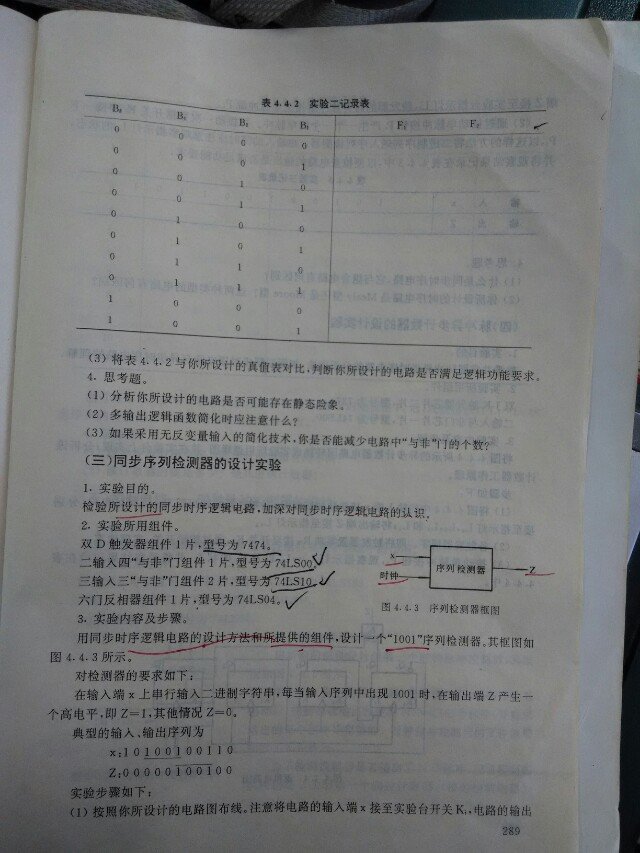 表 4.4.2 实验二记录表
B₈ B₄ B₂ B₁ F₁ F₂
0 0 0 0
0 0 0 1
0 0 1 0
0 0 1 1
0 1 0 0
0 1 0 1
0 1 1 0
0 1 1 1
1 0 0 0
1 0 0 1
(3) 将表 4.4.2 与你所设计的真值表对比,判断你所设计的电路是否满足逻辑功能要求。
4. 思考题。
(1) 分析你所设计的电路是否可能存在静态险象。
(2) 多输出逻辑函数简化时应注意什么?
(3) 如果采用无反变量输入的简化技术,你是否能减少电路中“与非”门的个数?
(三)同步序列检测器的设计实验
1. 实验目的。
检验所设计的同步时序逻辑电路,加深对同步时序逻辑电路的认识。
2. 实验所用组件。
双 D 触发器组件 1 片,型号为 7474。
二输入四“与非”门组件 1 片,型号为 74LS00
三输入三“与非”门组件 2 片,型号为 74LS10
六门反相器组件 1 片,型号为 74LS04。
x
时钟
序列检测器
Z
图 4.4.3 序列检测器框图
3. 实验内容及步骤。
用同步时序逻辑电路的设计方法和所提供的组件,设计一个“1001”序列检测器。其框图如
图 4.4.3 所示。
对检测器的要求如下:
在输入端 x 上串行输入二进制字符串,每当输入序列中出现 1001 时,在输出端 Z 产生一
个高电平,即 Z=1,其他情况 Z=0。
典型的输入、输出序列为
x:10100100110
Z:00000100100
实验步骤如下:
(1) 按照你所设计的电路图布线。注意将电路的输入端 x 接至实验台开关 K,电路的输出
289